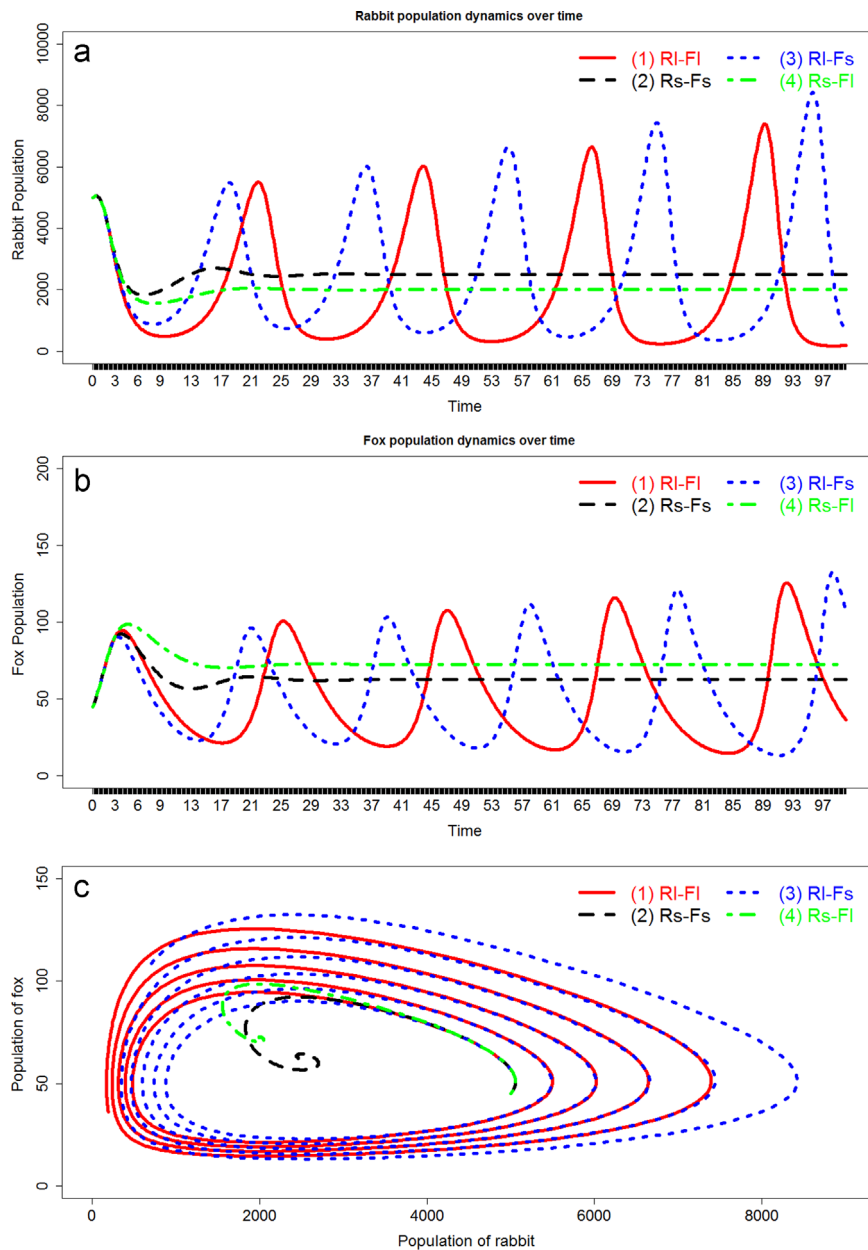 Rabbit population dynamics over time
a
(1) Rl-Fl (3) Rl-Fs
(2) Rs-Fs (4) Rs-Fl
Rabbit Population
10000
8000
6000
4000
2000
0
0 3 6 9 13 17 21 25 29 33 37 41 45 49 53 57 61 65 69 73 77 81 85 89 93 97
Time
Fox population dynamics over time
b
(1) Rl-Fl (3) Rl-Fs
(2) Rs-Fs (4) Rs-Fl
Fox Population
200
150
100
50
0
0 3 6 9 13 17 21 25 29 33 37 41 45 49 53 57 61 65 69 73 77 81 85 89 93 97
Time
c
(1) Rl-Fl (3) Rl-Fs
(2) Rs-Fs (4) Rs-Fl
Population of fox
150
100
50
0
0 2000 4000 6000 8000
Population of rabbit